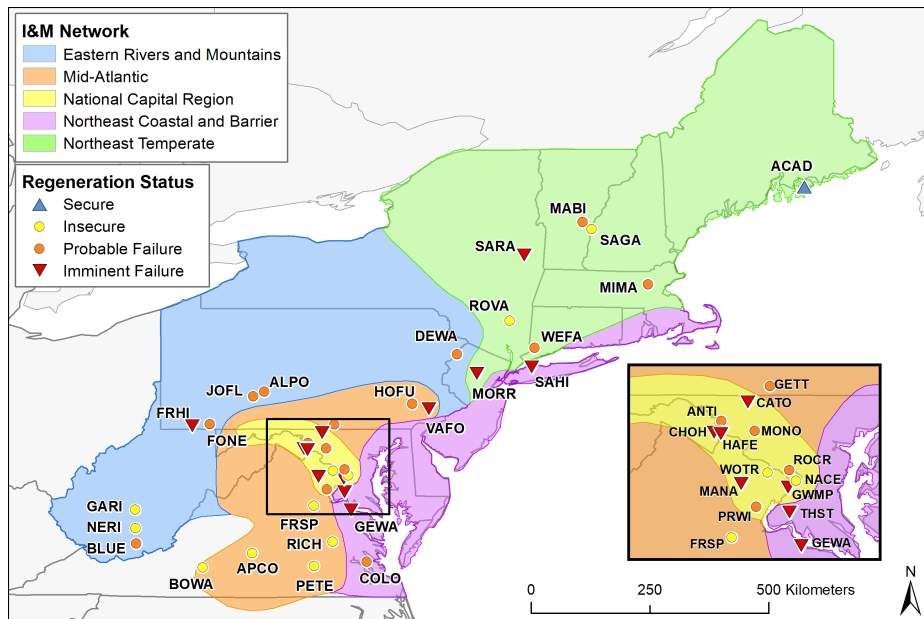 I&M Network
Eastern Rivers and Mountains
Mid-Atlantic
National Capital Region
Northeast Coastal and Barrier
Northeast Temperate
Regeneration Status
Secure
Insecure
Probable Failure
Imminent Failure
ACAD
MABI
SAGA
SARA
MIMA
ROVA
DEWA
WEFA
SAHI
MORR
JOFL
ALPO
HOFU
FRHI
FONE
VAFO
GARI
NERI
BLUE
FRSP
GEWA
RICH
BOWA
APCO
PETE
COLO
GETT
CATO
ANTI
MONO
CHOH
HAFE
ROCR
WOTR
NACE
MANA
GWMP
PRWI
THST
FRSP
GEWA
0 250 500 Kilometers
N